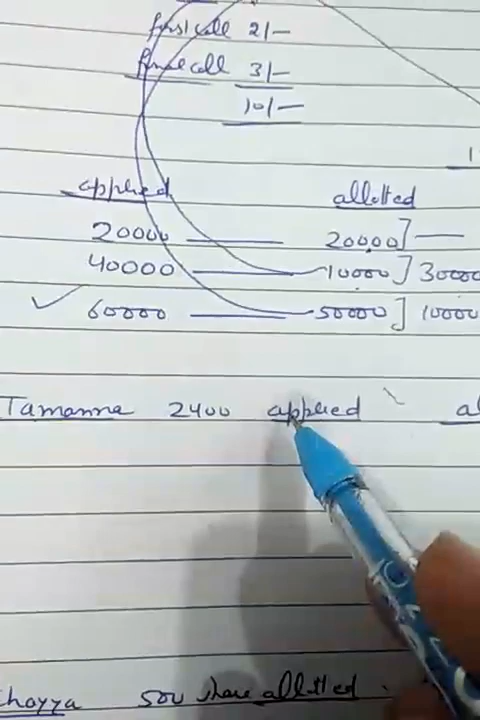 first call 2/-
final call 3/-
10/-
applied allotted
20000 — 20000] —
40000 — 10000] 30000
60000 — 50000] 10000
Tamanna 2400 applied
500 share allotted